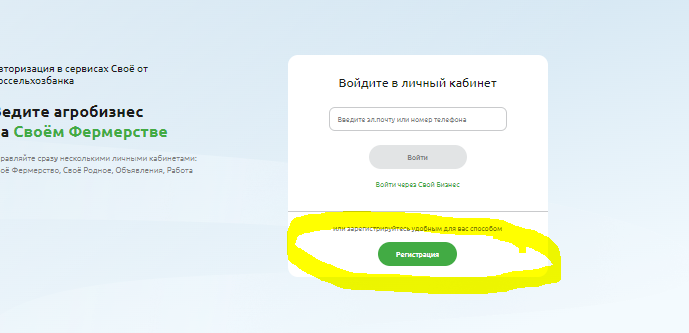 вторизация в сервисах Своё от
оссельхозбанка
ведите агробизнес
а Своём Фермерстве
равляйте сразу несколькими личными кабинетами:
оё Фермерство, Своё Родное, Объявления, Работа
Войдите в личный кабинет
Введите эл.почту или номер телефона
Войти
Войти через Свой Бизнес
или зарегистрируйтесь удобным для вас способом
Регистрация